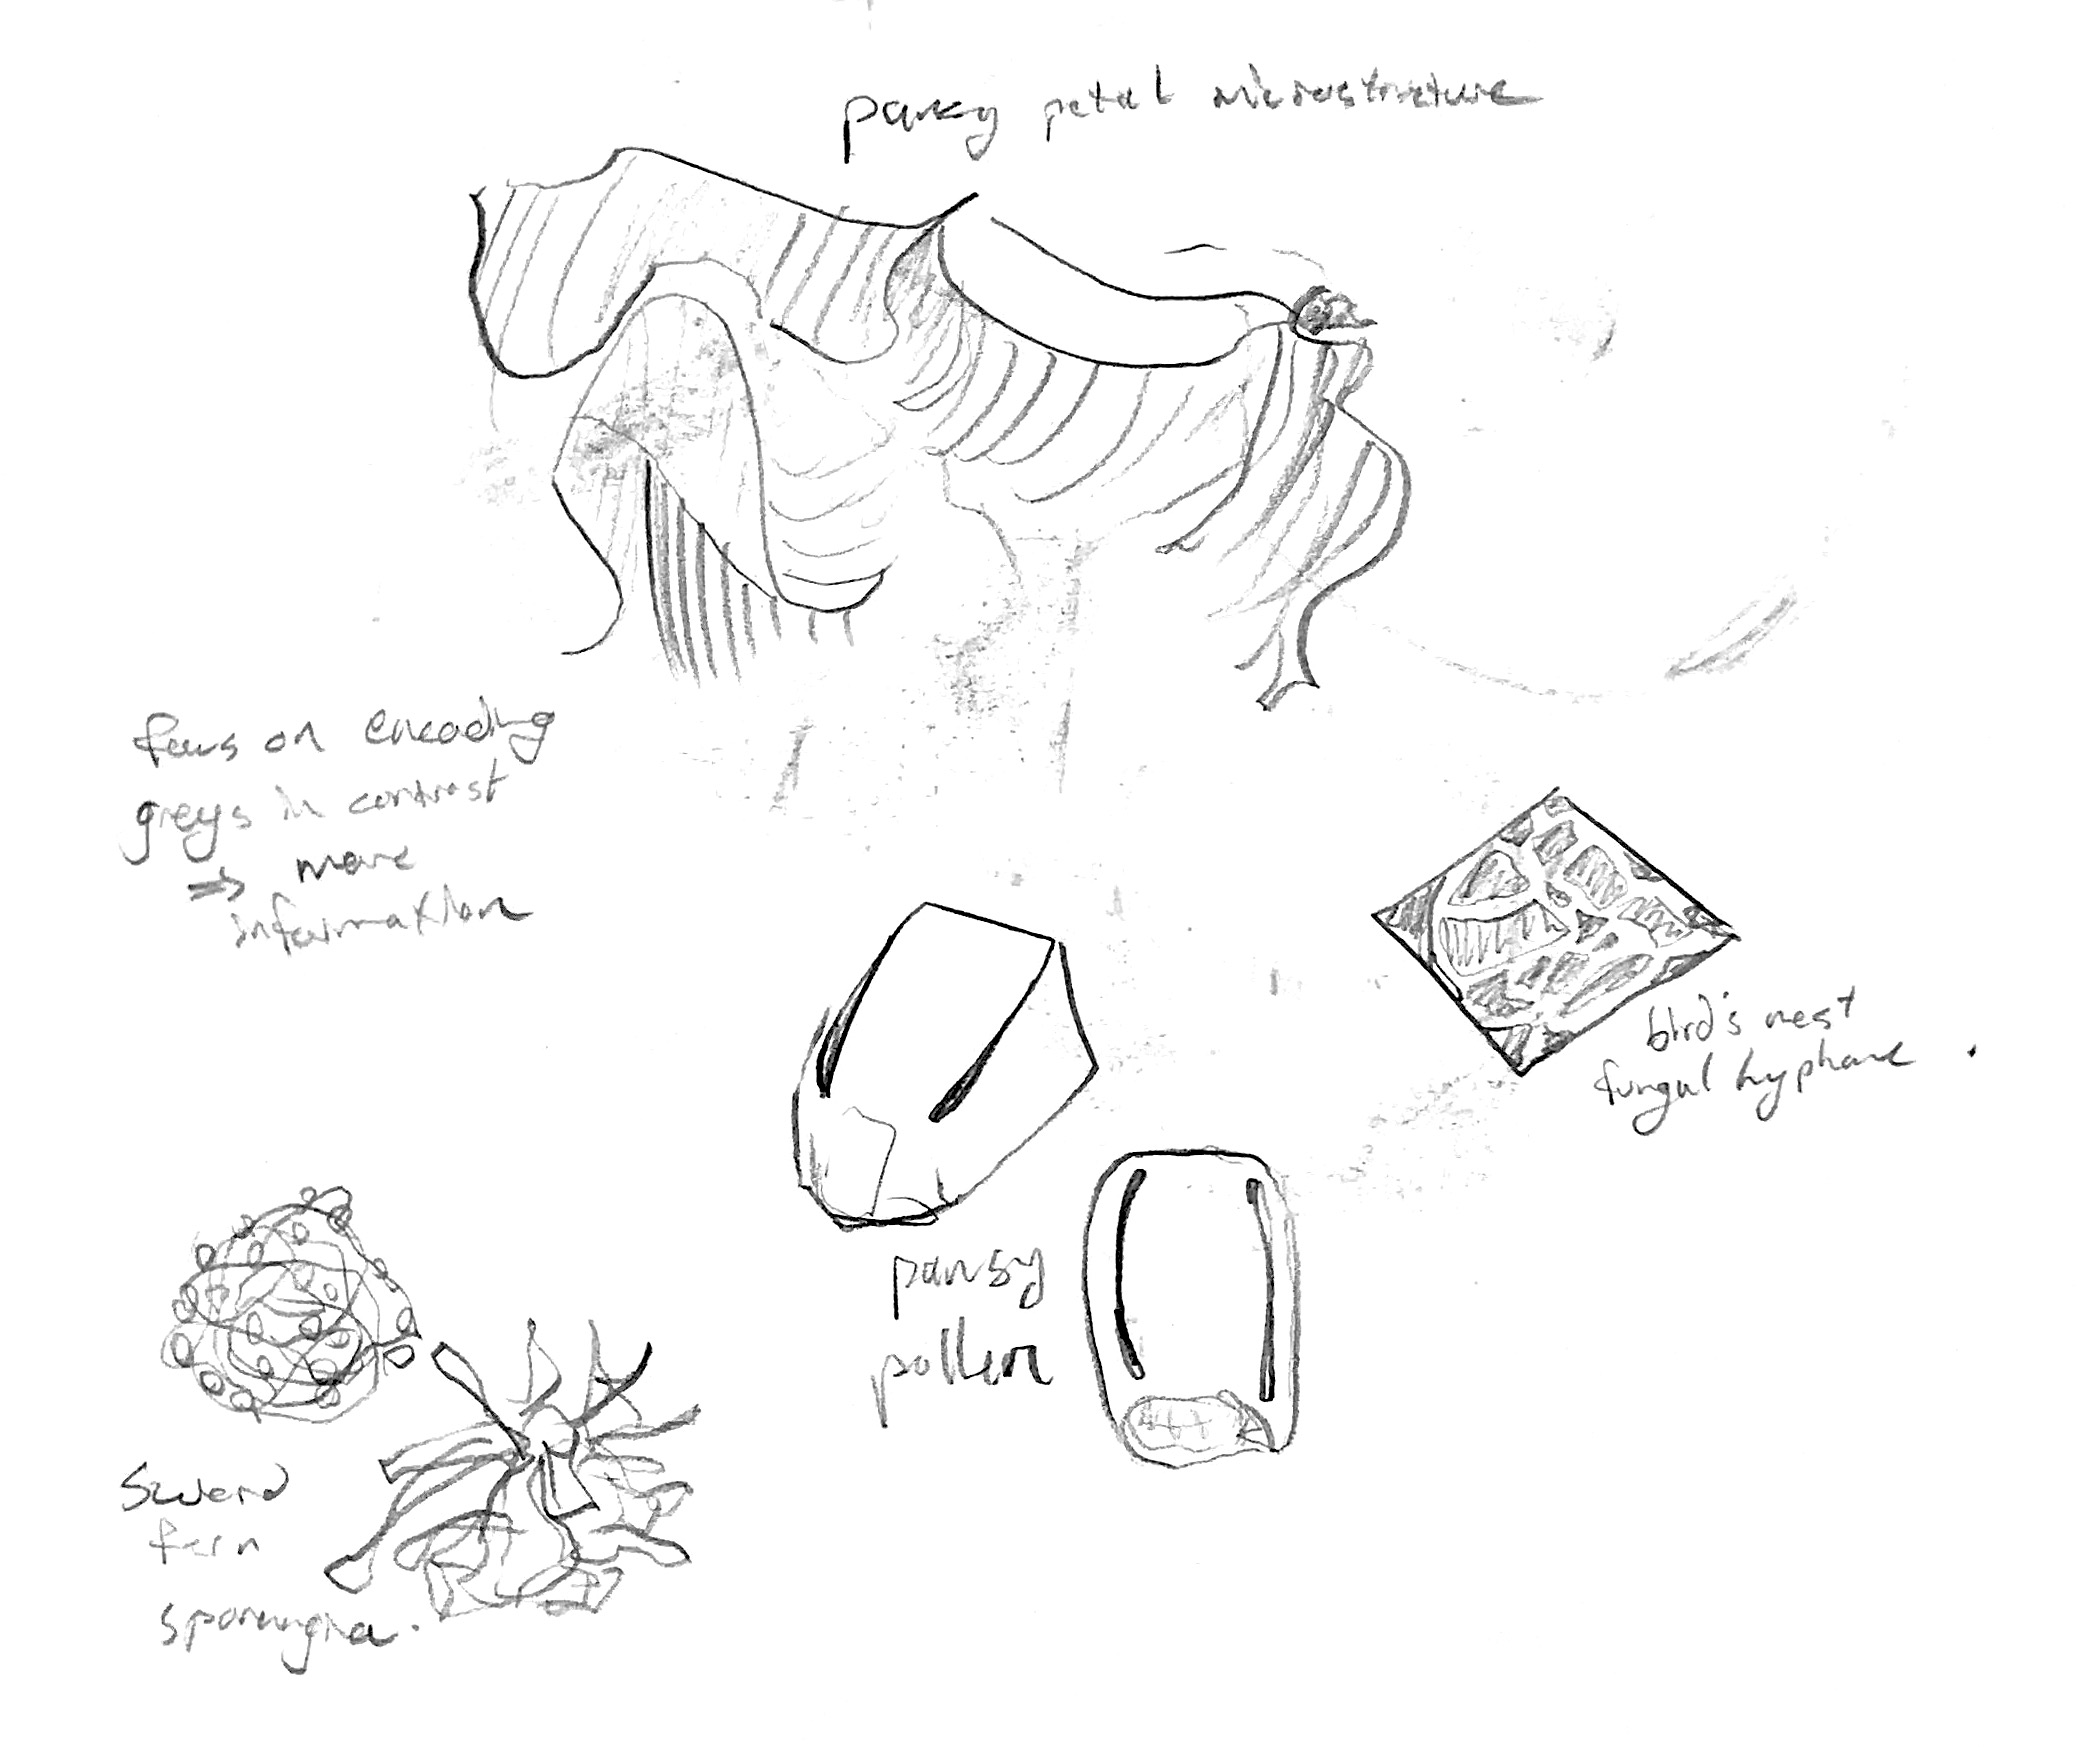 pansy petal microstructure
focus on encoding
greys in contrast
⇒ more
information
bird's nest
fungal hyphae
pansy
pollen
Sword
fern
sporangia.